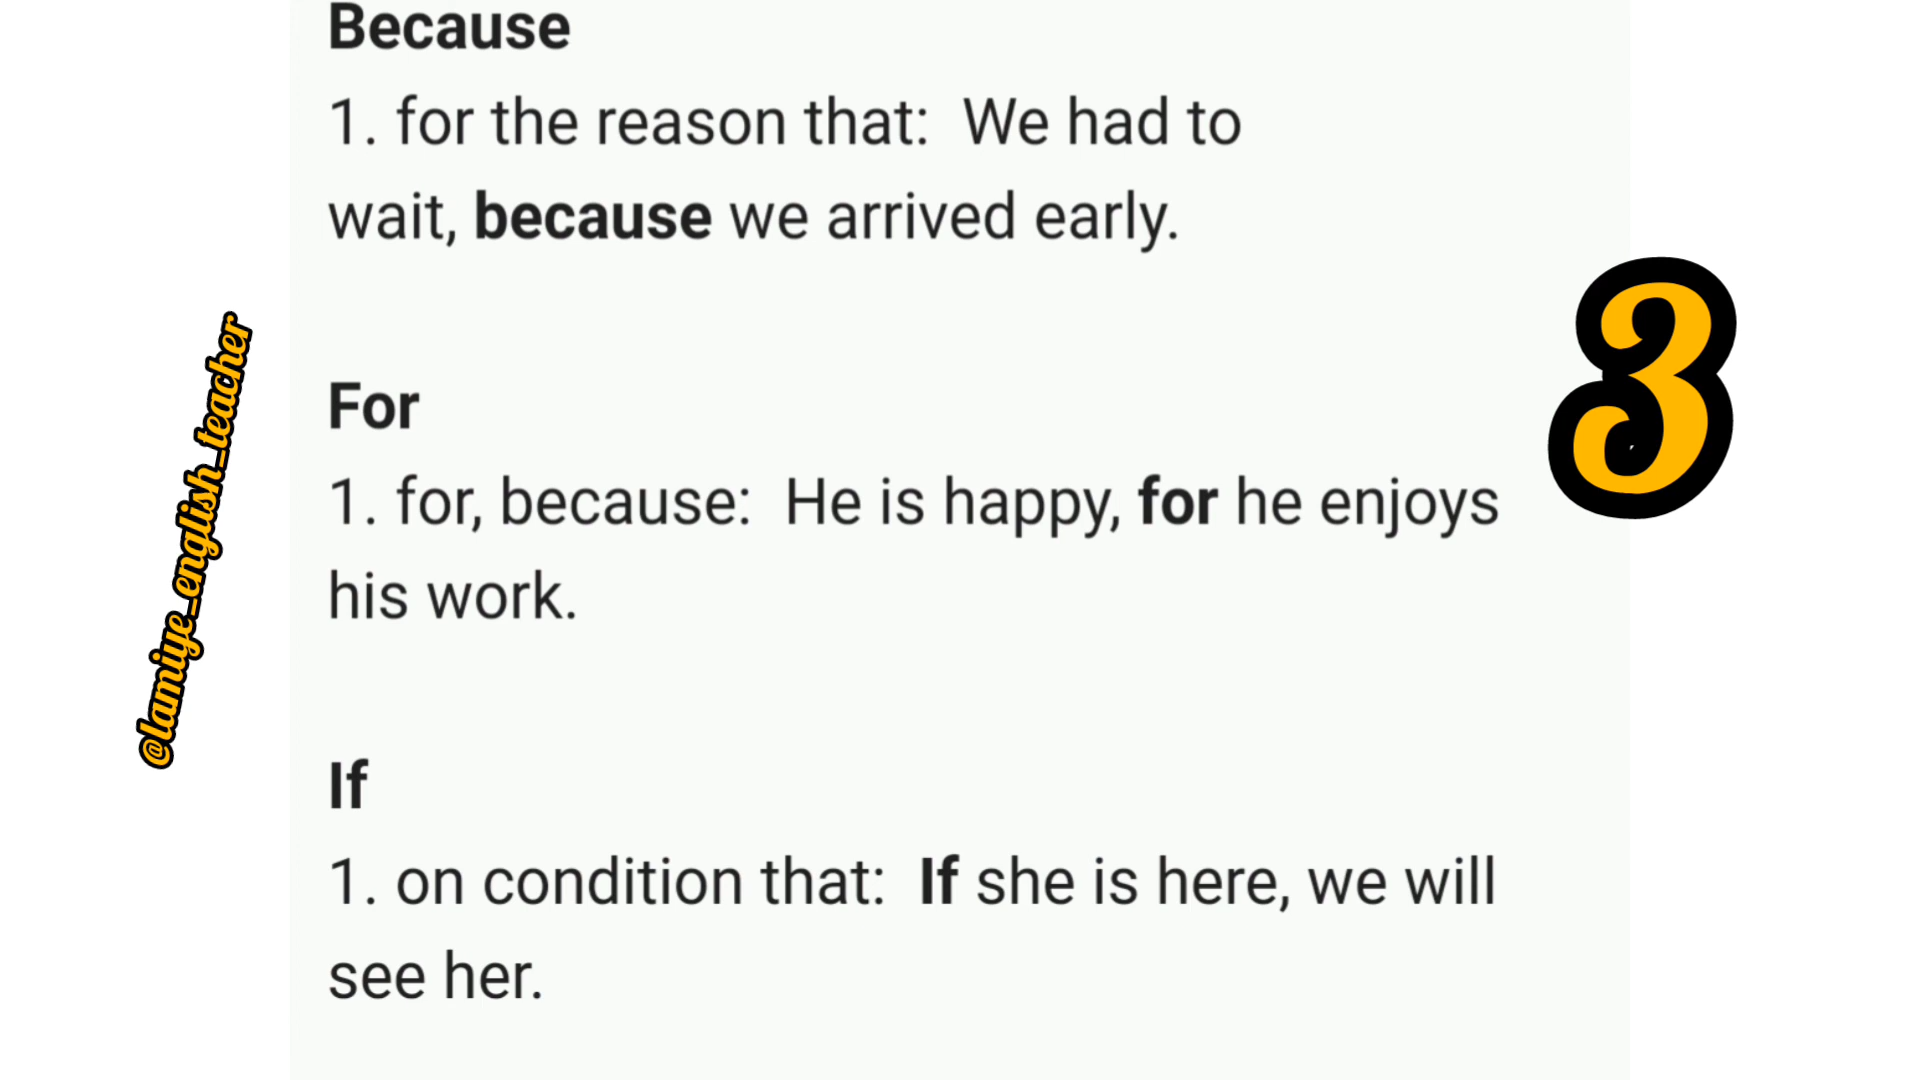 Because
1. for the reason that:  We had to
wait, because we arrived early.
For
1. for, because:  He is happy, for he enjoys
his work.
If
1. on condition that:  If she is here, we will
see her.
3
@lamiye_english_teacher